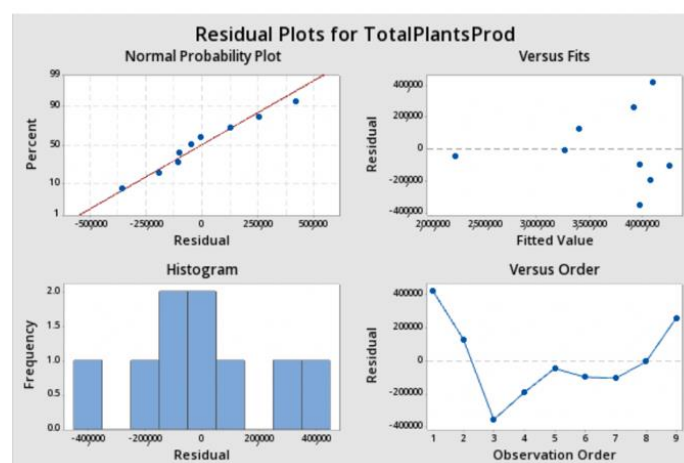 Residual Plots for TotalPlantsProd
Normal Probability Plot
Percent
99
90
50
10
1
-500000 -250000 0 250000 500000
Residual
Versus Fits
Residual
400000
200000
0
-200000
-400000
2000000 2500000 3000000 3500000 4000000
Fitted Value
Histogram
Frequency
2.0
1.5
1.0
0.5
0.0
-400000 -200000 0 200000 400000
Residual
Versus Order
Residual
400000
200000
0
-200000
-400000
1 2 3 4 5 6 7 8 9
Observation Order